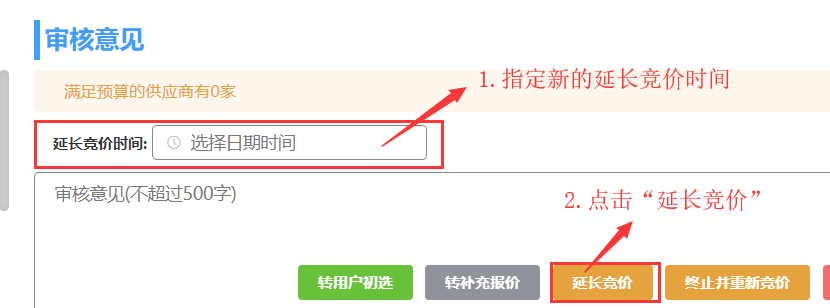 审核意见
满足预算的供应商有0家
1.指定新的延长竞价时间
延长竞价时间: 选择日期时间
审核意见(不超过500字)
2.点击“延长竞价”
转用户初选 转补充报价 延长竞价 终止并重新竞价